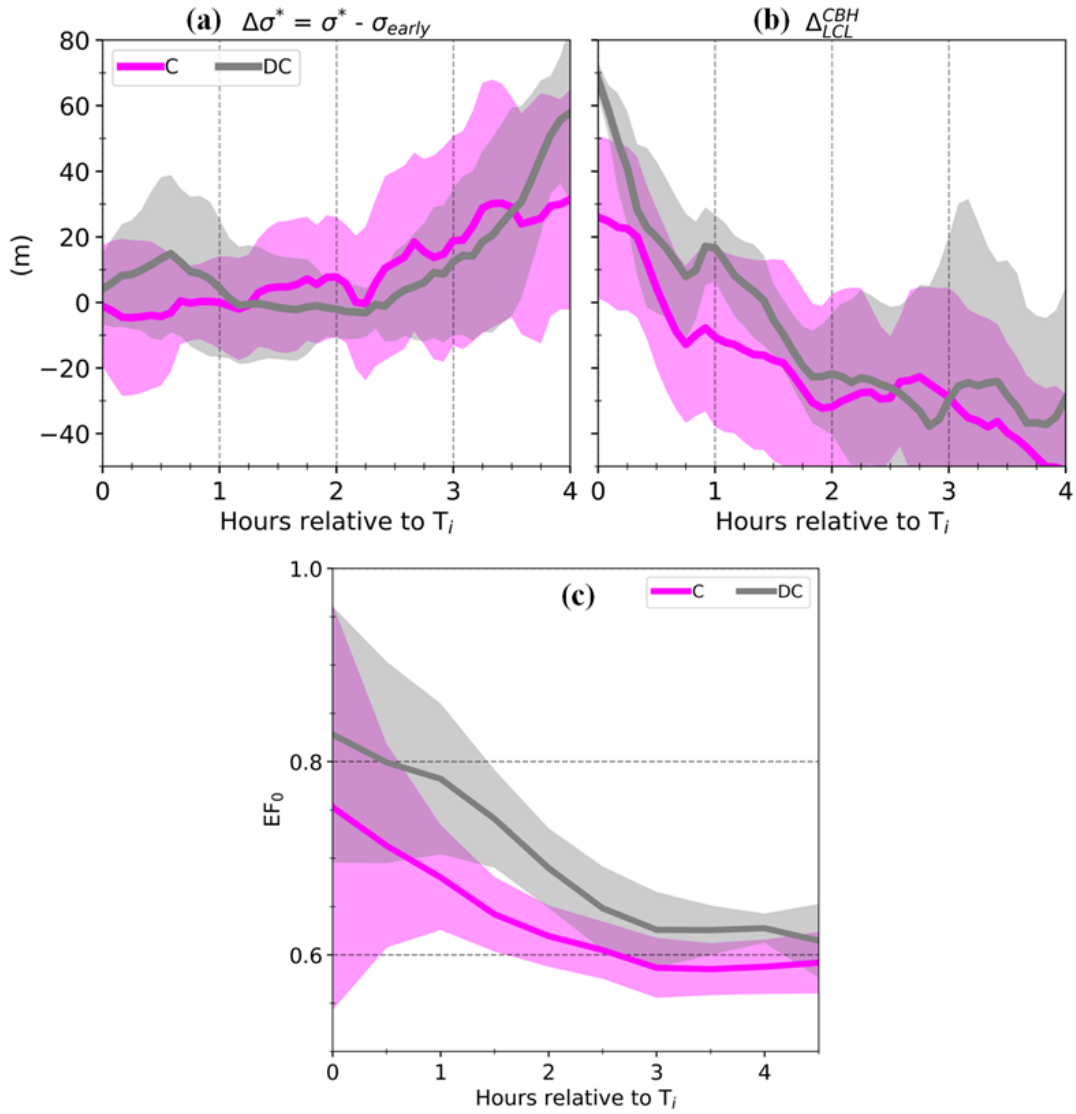 (a) Δσ* = σ* - σearly
(b) Δ CBH LCL
C DC
80
60
40
20
0
−20
−40
(m)
0 1 2 3 4
0 1 2 3 4
Hours relative to Ti
Hours relative to Ti
(c)
C DC
1.0
0.8
0.6
EF0
0 1 2 3 4
Hours relative to Ti